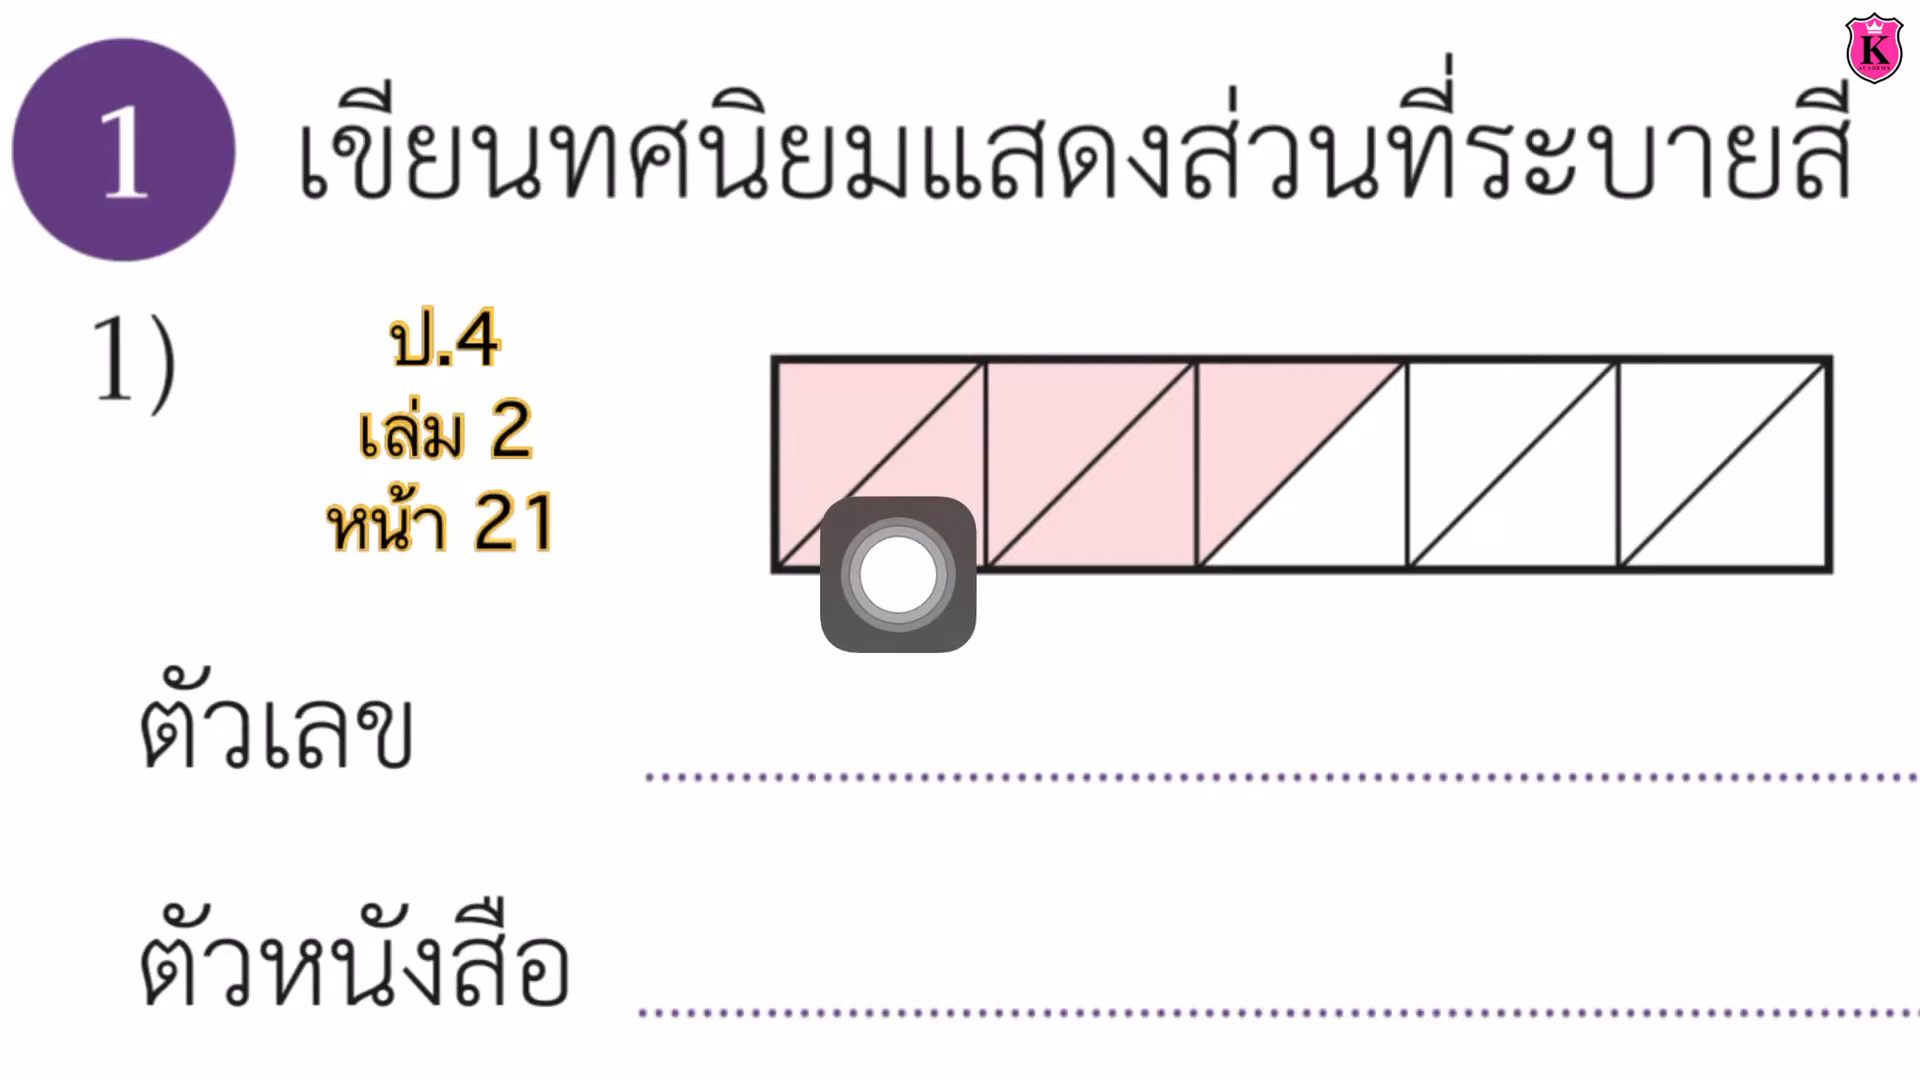 K
1 เขียนทศนิยมแสดงส่วนที่ระบายสี
1)
ป.4
เล่ม 2
หน้า 21
ตัวเลข
ตัวหนังสือ